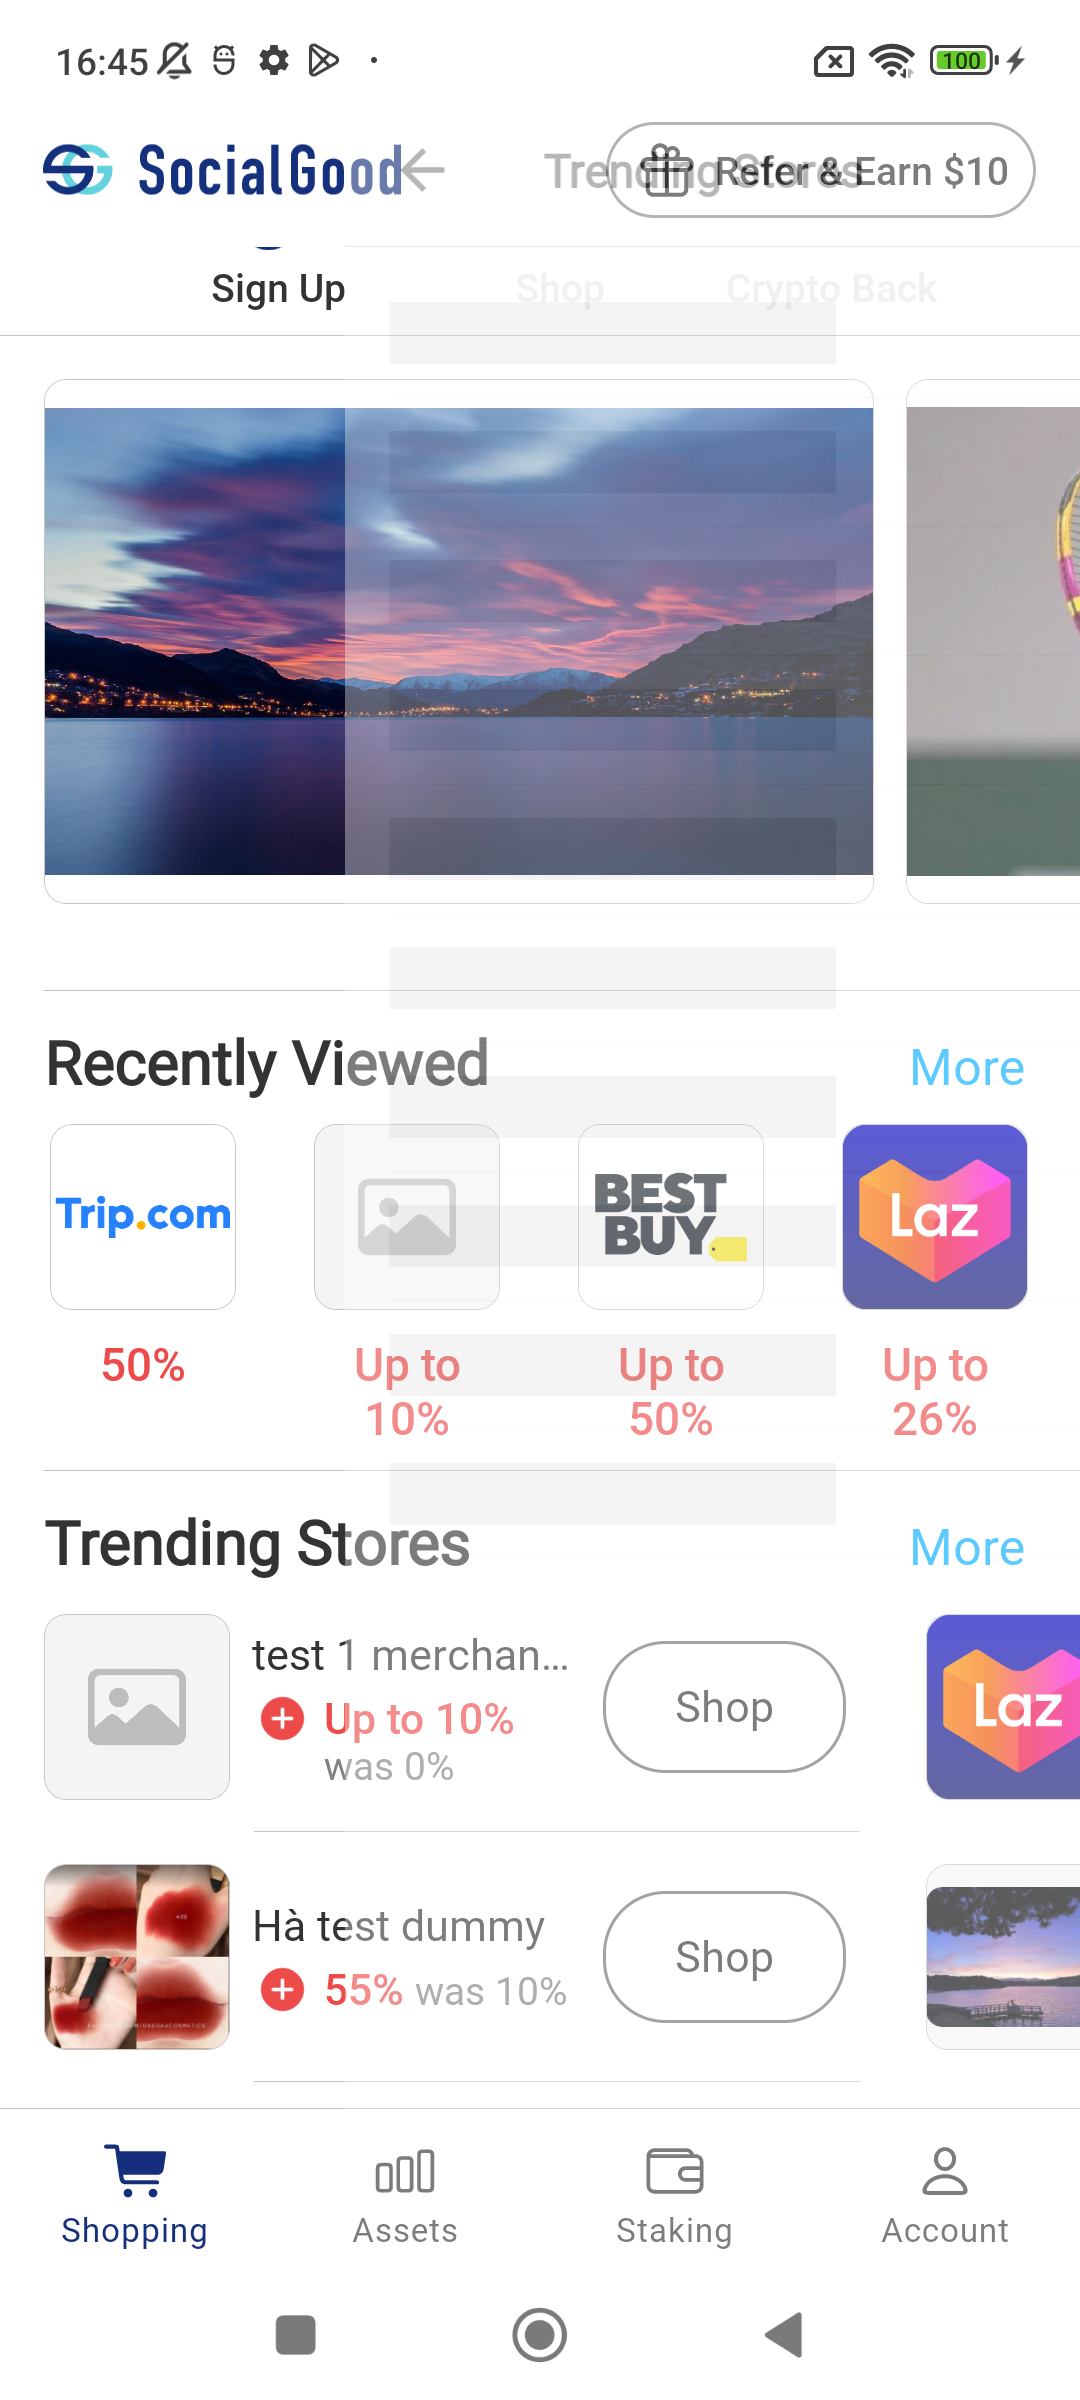 16:45
100
SocialGood
Trending Stores
Refer & Earn $10
Sign Up
Shop
Crypto Back
Recently Viewed
More
Trip.com
BEST
BUY
Laz
50%
Up to
10%
Up to
50%
Up to
26%
Trending Stores
More
test 1 merchan...
Up to 10%
was 0%
Shop
Laz
Hà test dummy
55% was 10%
Shop
Shopping
Assets
Staking
Account